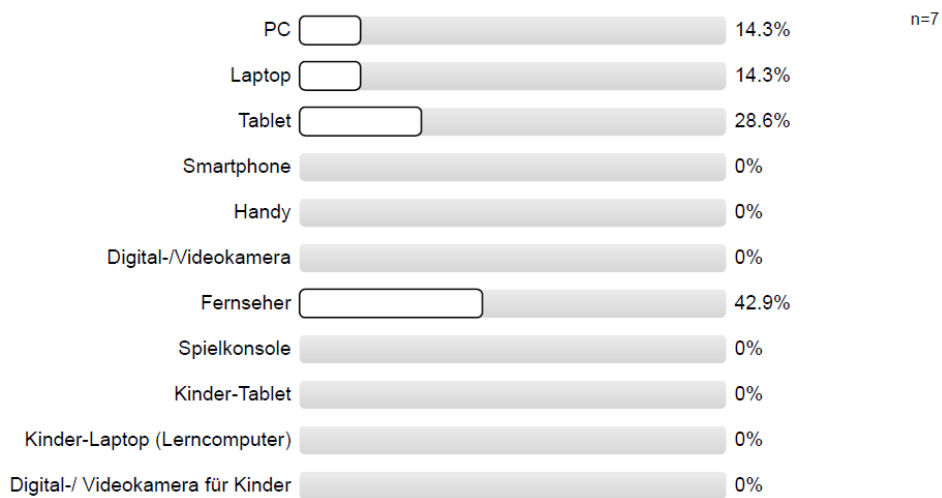 PC 14.3% n=7
Laptop 14.3%
Tablet 28.6%
Smartphone 0%
Handy 0%
Digital-/Videokamera 0%
Fernseher 42.9%
Spielkonsole 0%
Kinder-Tablet 0%
Kinder-Laptop (Lerncomputer) 0%
Digital-/ Videokamera für Kinder 0%